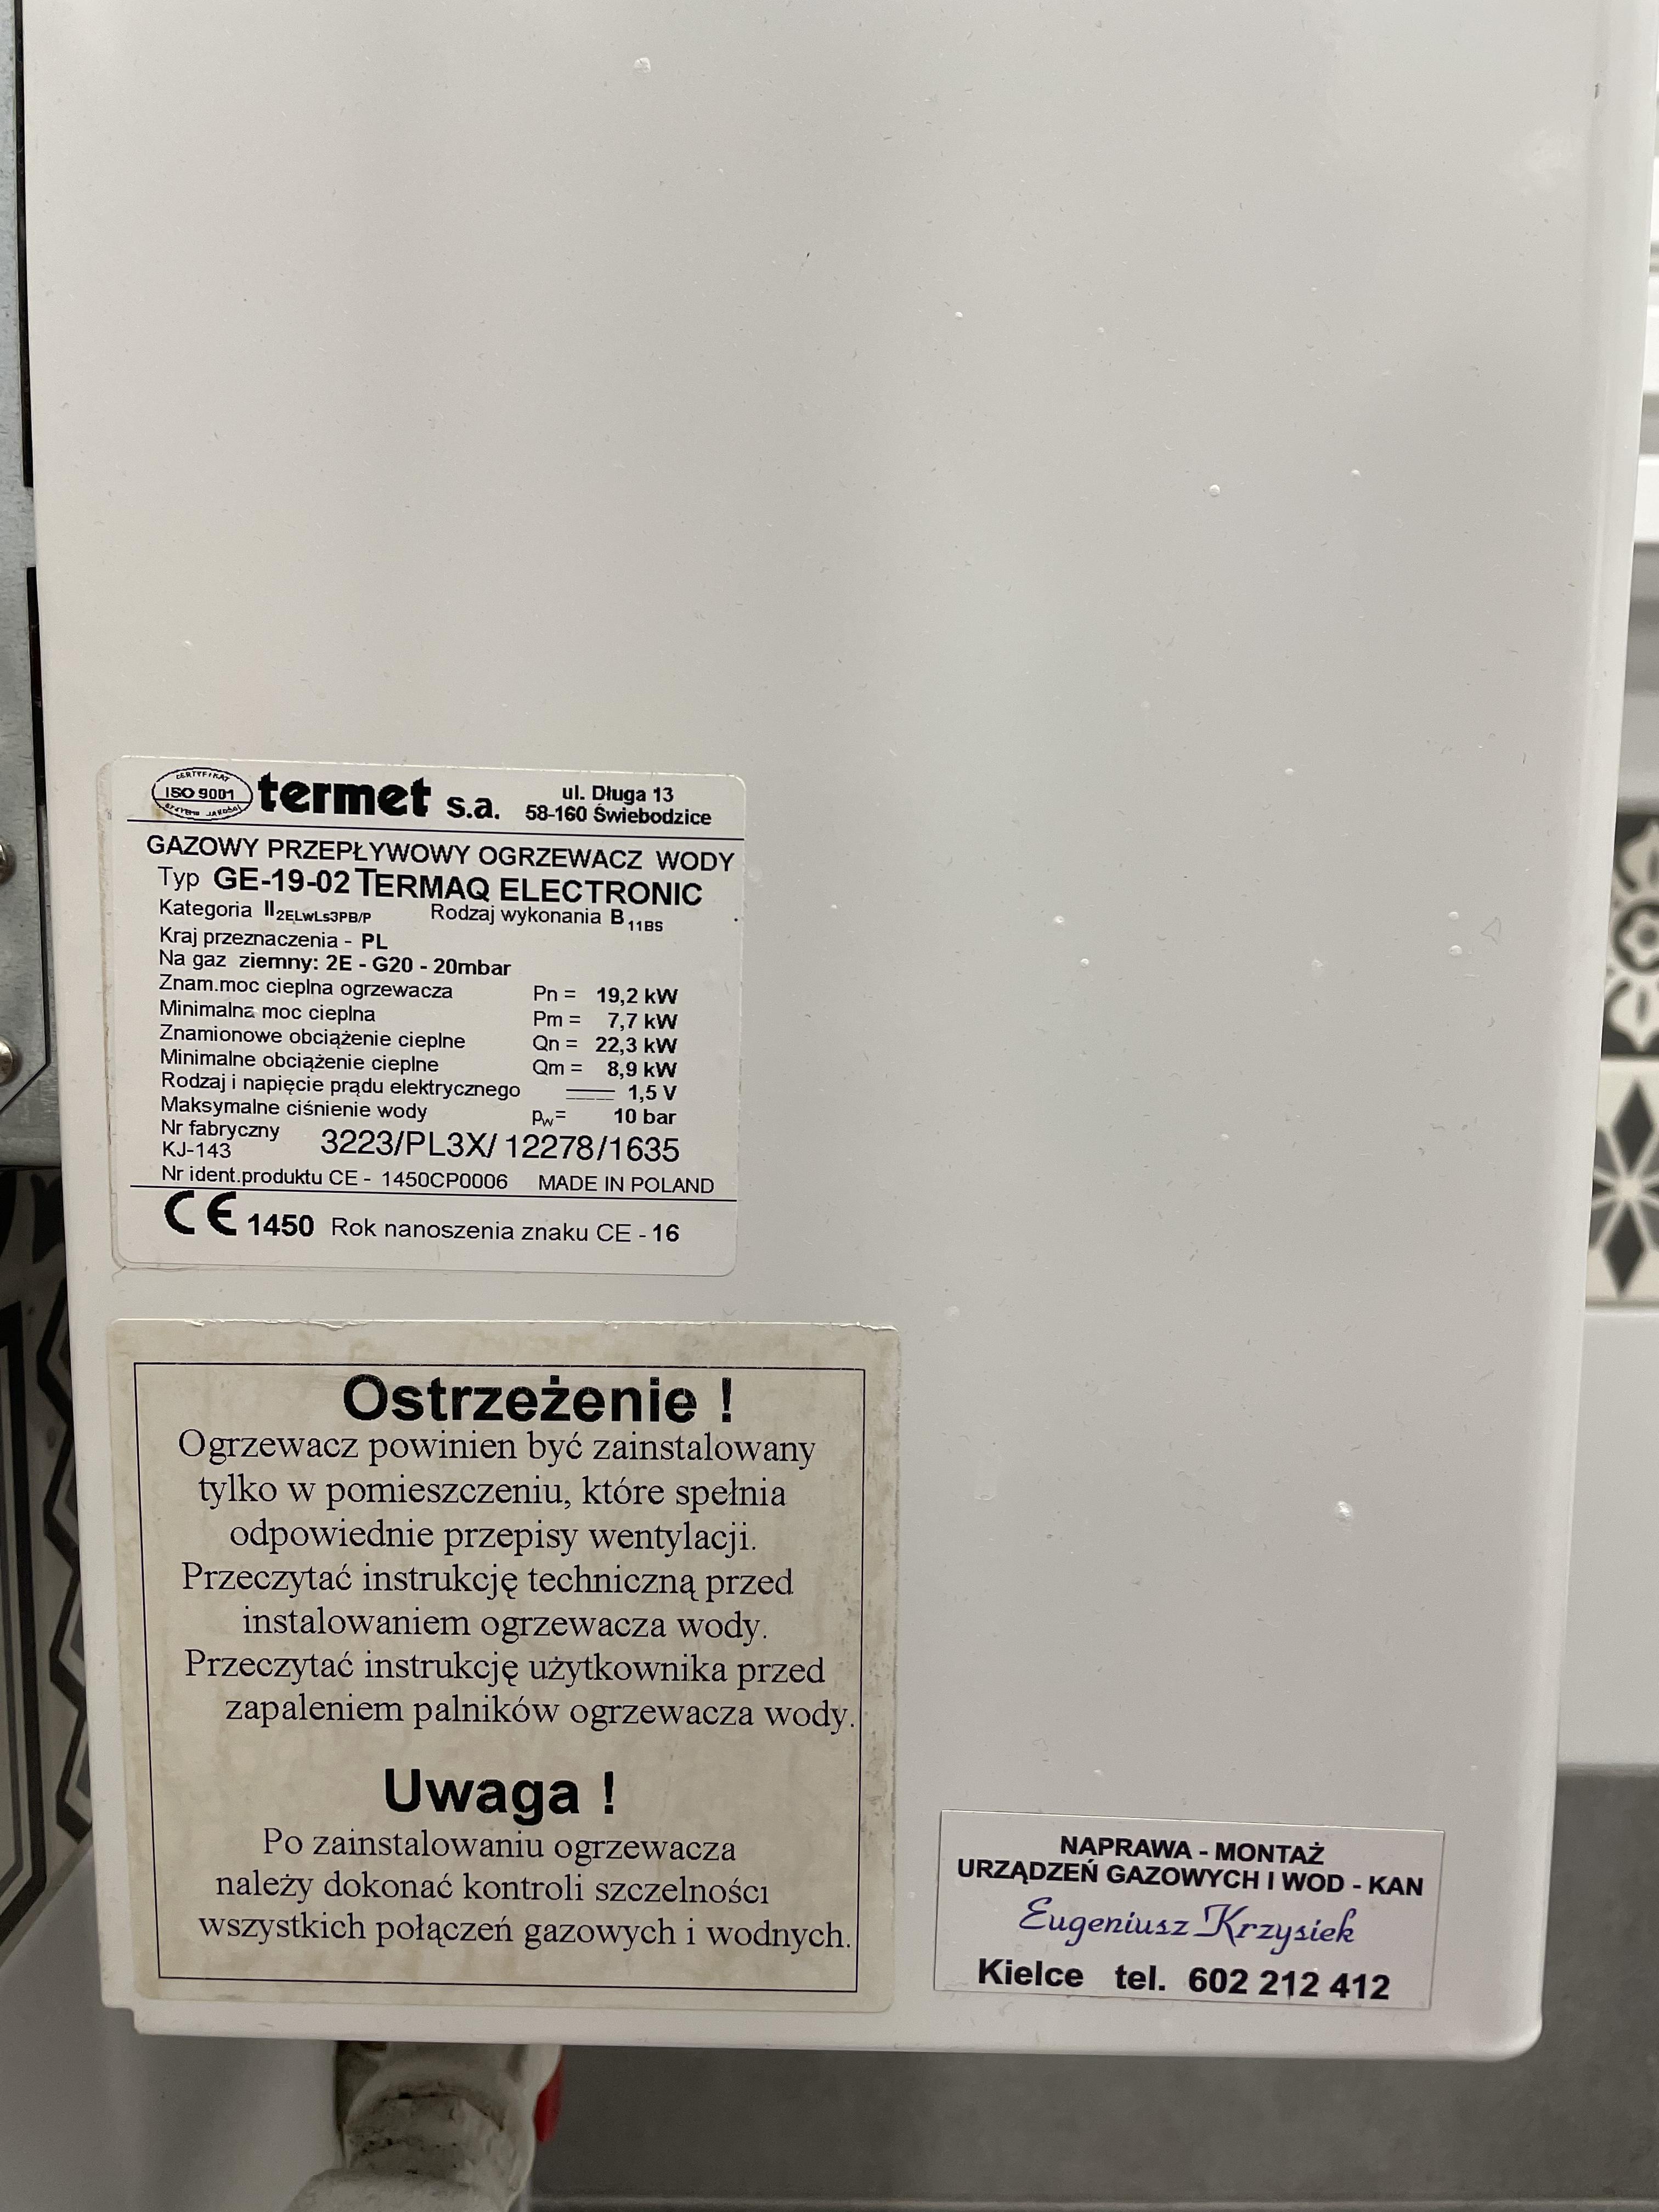 CERTYFIKAT
ISO 9001
SYSTEMU JAKOŚCI
termet s.a.
ul. Długa 13
58-160 Świebodzice
GAZOWY PRZEPŁYWOWY OGRZEWACZ WODY
Typ GE-19-02 TERMAQ ELECTRONIC
Kategoria II2ELwLs3PB/P Rodzaj wykonania B11BS
Kraj przeznaczenia - PL
Na gaz ziemny: 2E - G20 - 20mbar
Znam.moc cieplna ogrzewacza Pn = 19,2 kW
Minimalna moc cieplna Pm = 7,7 kW
Znamionowe obciążenie cieplne Qn = 22,3 kW
Minimalne obciążenie cieplne Qm = 8,9 kW
Rodzaj i napięcie prądu elektrycznego 1,5 V
Maksymalne ciśnienie wody pw= 10 bar
Nr fabryczny 3223/PL3X/ 12278/1635
KJ-143
Nr ident.produktu CE - 1450CP0006 MADE IN POLAND
CE 1450 Rok nanoszenia znaku CE - 16
Ostrzeżenie !
Ogrzewacz powinien być zainstalowany
tylko w pomieszczeniu, które spełnia
odpowiednie przepisy wentylacji.
Przeczytać instrukcję techniczną przed
instalowaniem ogrzewacza wody.
Przeczytać instrukcję użytkownika przed
zapaleniem palników ogrzewacza wody.
Uwaga !
Po zainstalowaniu ogrzewacza
należy dokonać kontroli szczelności
wszystkich połączeń gazowych i wodnych.
NAPRAWA - MONTAŻ
URZĄDZEŃ GAZOWYCH I WOD - KAN
Eugeniusz Krzysiek
Kielce tel. 602 212 412